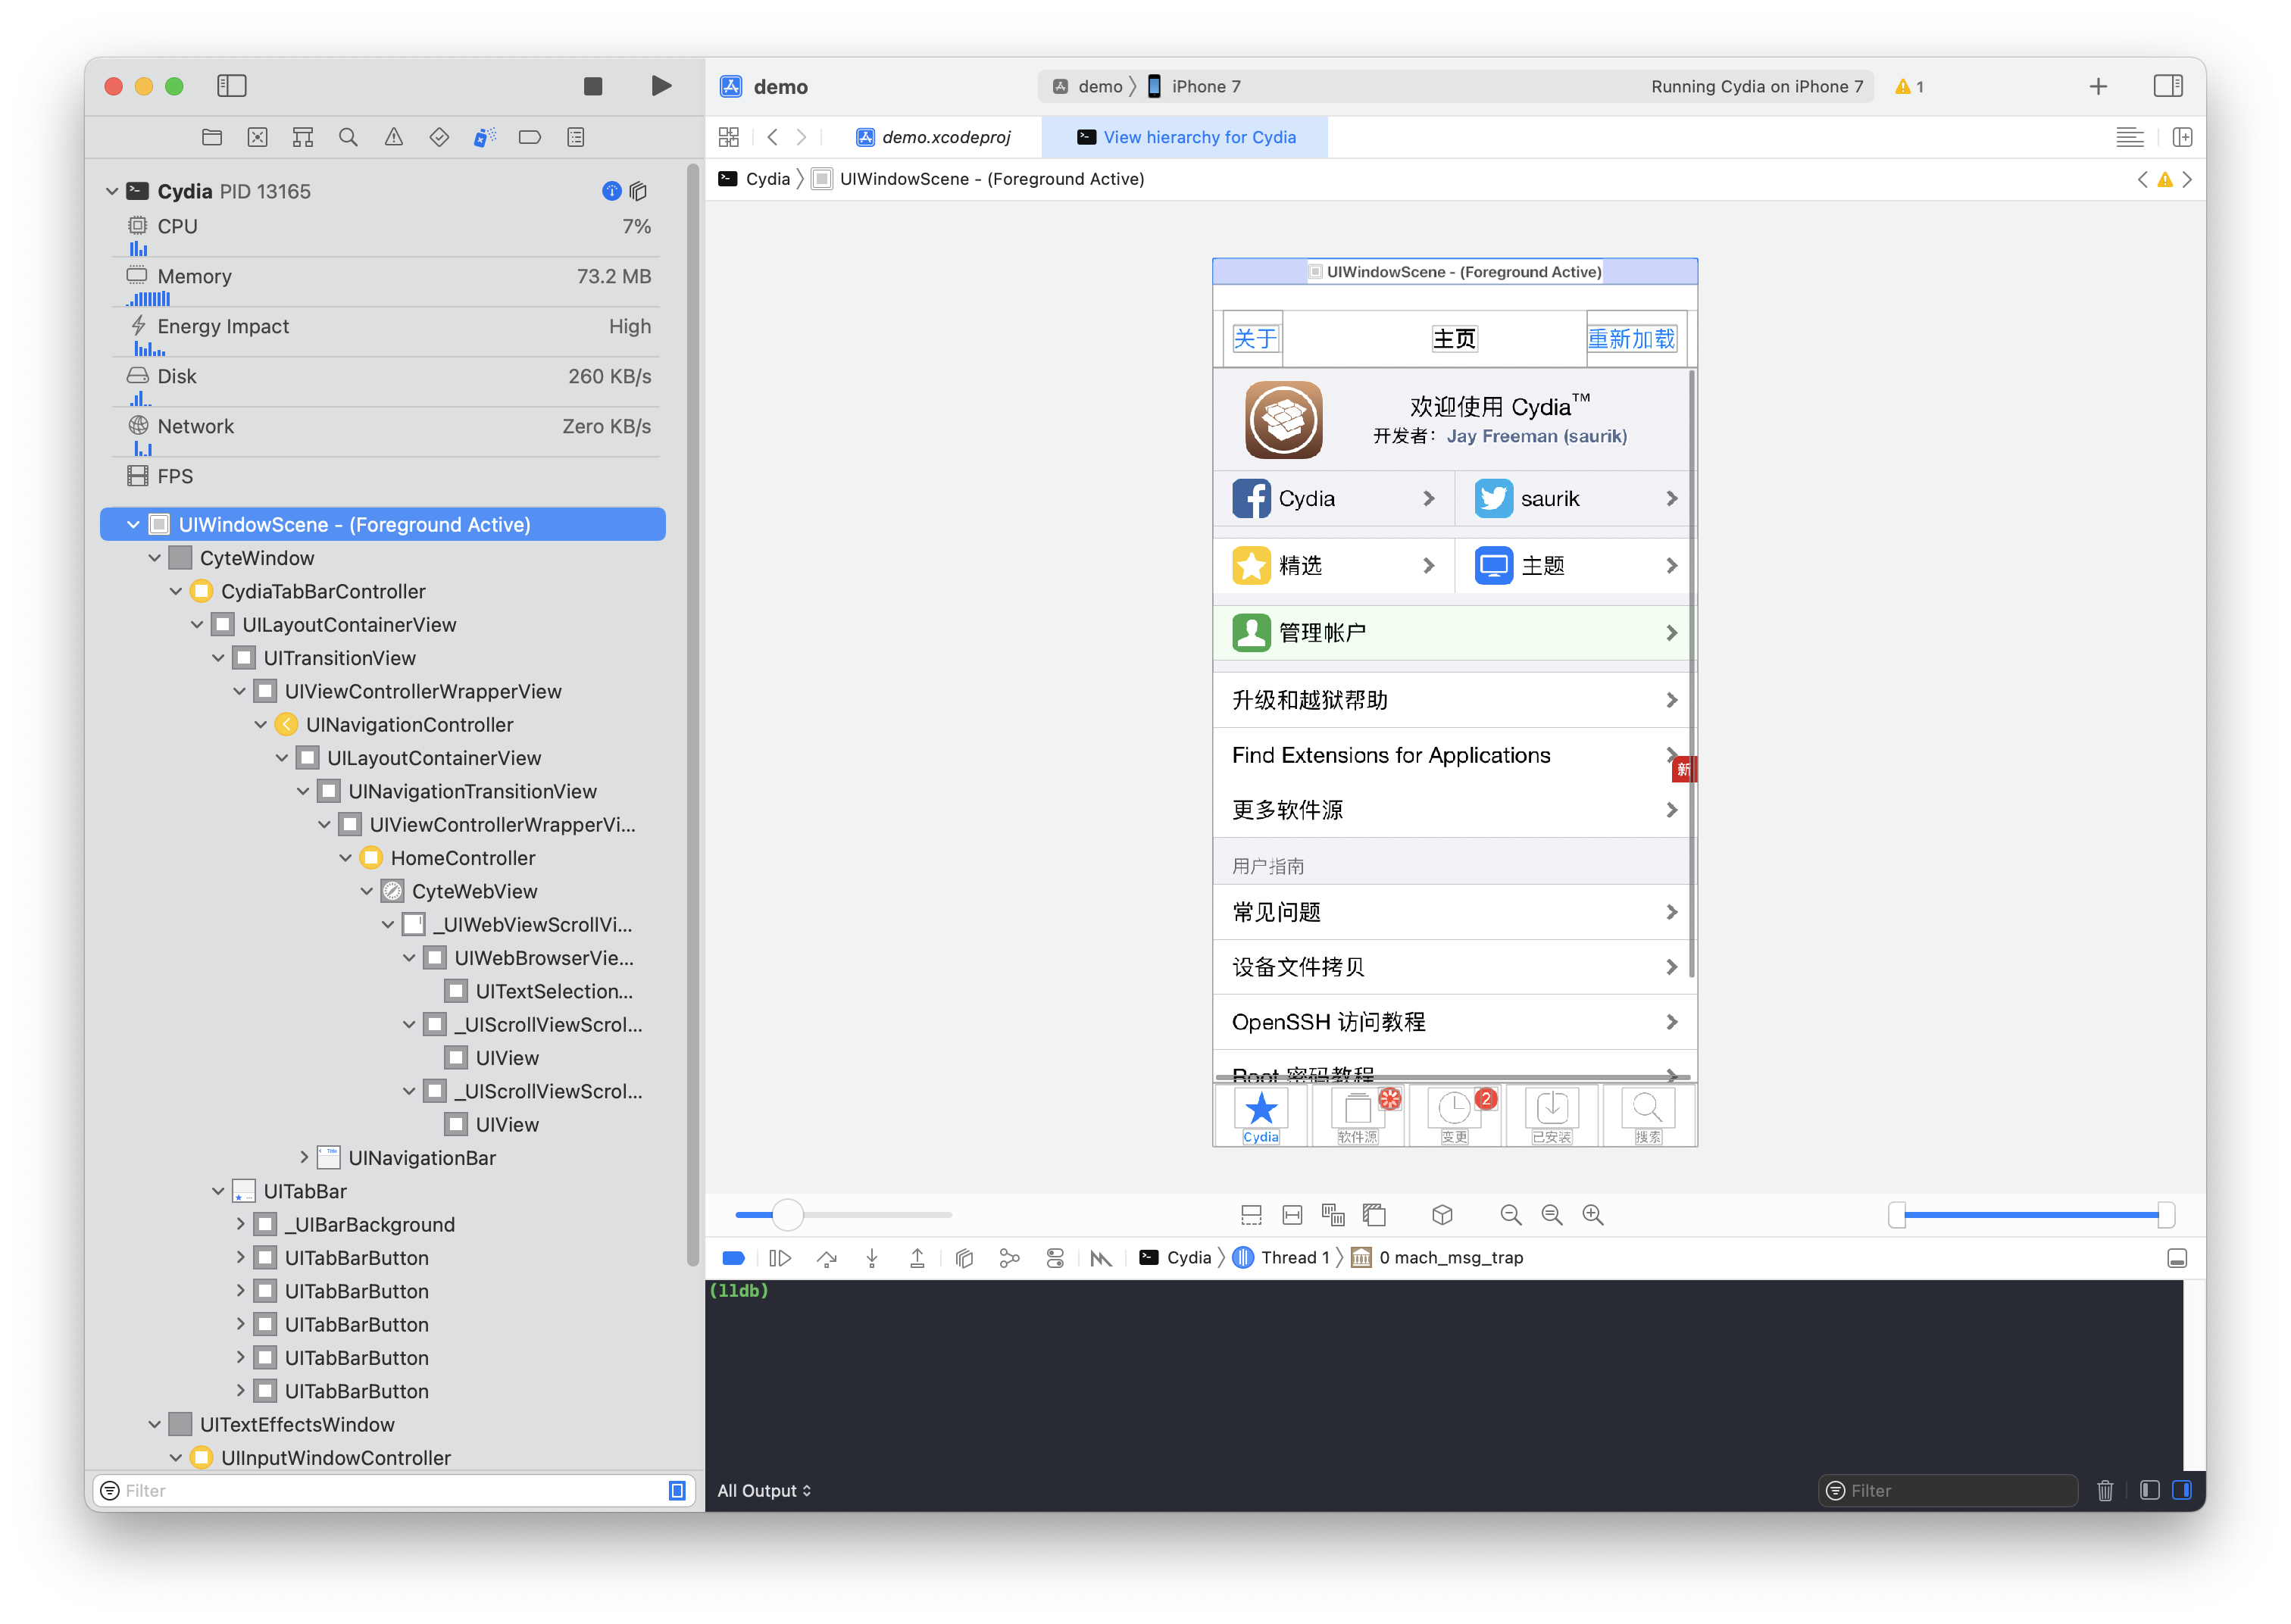 demo
demo
iPhone 7
Running Cydia on iPhone 7
1
demo.xcodeproj
View hierarchy for Cydia
Cydia
UIWindowScene - (Foreground Active)
Cydia PID 13165
CPU 7%
Memory 73.2 MB
Energy Impact High
Disk 260 KB/s
Network Zero KB/s
FPS
UIWindowScene - (Foreground Active)
CyteWindow
CydiaTabBarController
UILayoutContainerView
UITransitionView
UIViewControllerWrapperView
UINavigationController
UILayoutContainerView
UINavigationTransitionView
UIViewControllerWrapperVi...
HomeController
CyteWebView
_UIWebViewScrollVi...
UIWebBrowserVie...
UITextSelection...
_UIScrollViewScrol...
UIView
_UIScrollViewScrol...
UIView
UINavigationBar
UITabBar
_UIBarBackground
UITabBarButton
UITabBarButton
UITabBarButton
UITabBarButton
UITabBarButton
UITextEffectsWindow
UIInputWindowController
Filter
UIWindowScene - (Foreground Active)
关于
主页
重新加载
欢迎使用 Cydia™
开发者：Jay Freeman (saurik)
Cydia
saurik
精选
主题
管理帐户
升级和越狱帮助
Find Extensions for Applications
新
更多软件源
用户指南
常见问题
设备文件拷贝
OpenSSH 访问教程
Root 密码教程
2
Cydia
软件源
变更
已安装
搜索
Cydia
Thread 1
0 mach_msg_trap
(lldb)
All Output
Filter